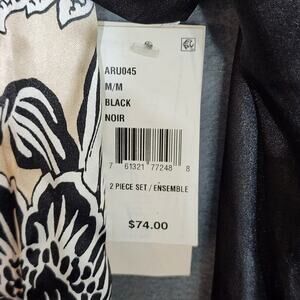 ARU045
M/M
BLACK
NOIR
7 61321 77248 8
2 PIECE SET / ENSEMBLE
$74.00